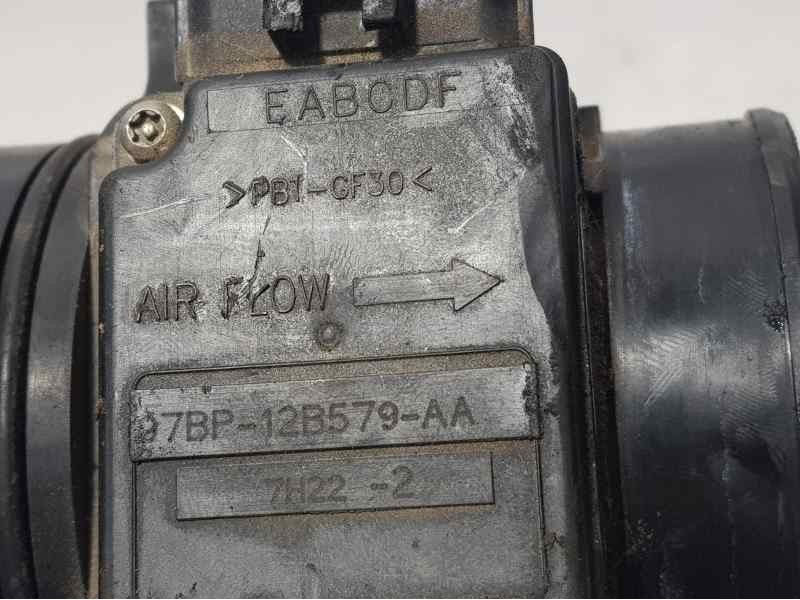 EABCDF
>PBT-GF30<
AIR FLOW
97BP-12B579-AA
7H22 -2